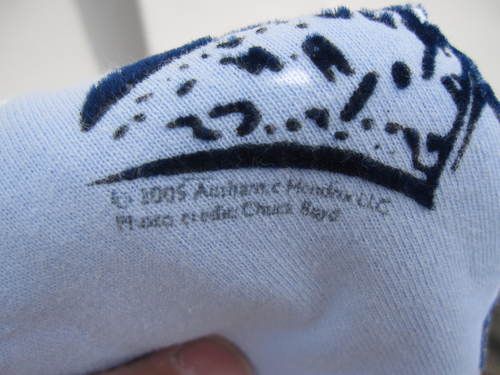 © 2005 Authentic Hendrix LLC
Photo credit: Chuck Boyd